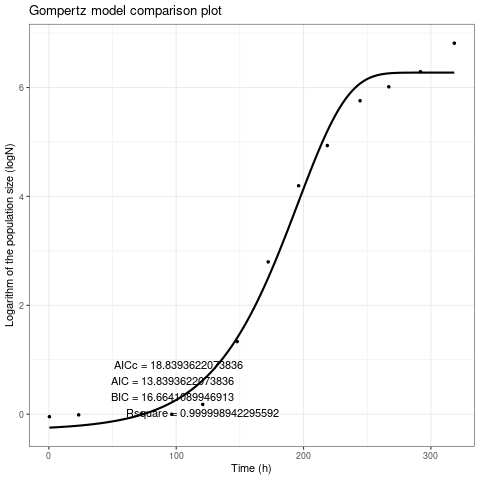 Gompertz model comparison plot
Logarithm of the population size (logN)
6
4
2
0
AICc = 18.8393622073836
AIC = 13.8393622073836
BIC = 16.6641089946913
Rsquare = 0.999998942295592
0
100
200
300
Time (h)